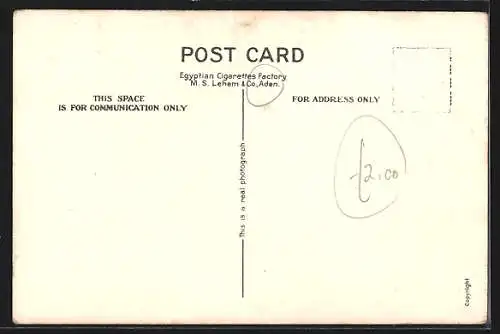 POST CARD
Egyptian Cigarettes Factory
M. S. Lehem & Co, Aden.
THIS SPACE
IS FOR COMMUNICATION ONLY
FOR ADDRESS ONLY
This is a real photograph
£2.00
Copyright